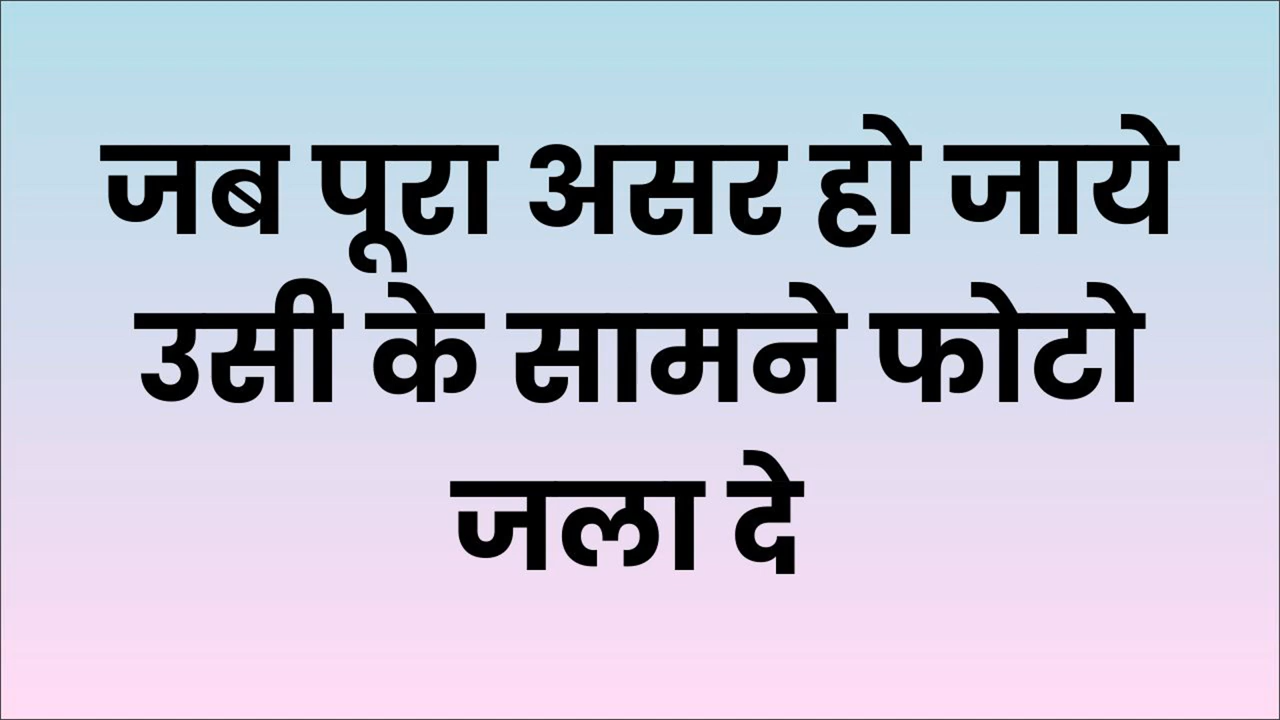 जब पूरा असर हो जाये
उसी के सामने फोटो
जला दे